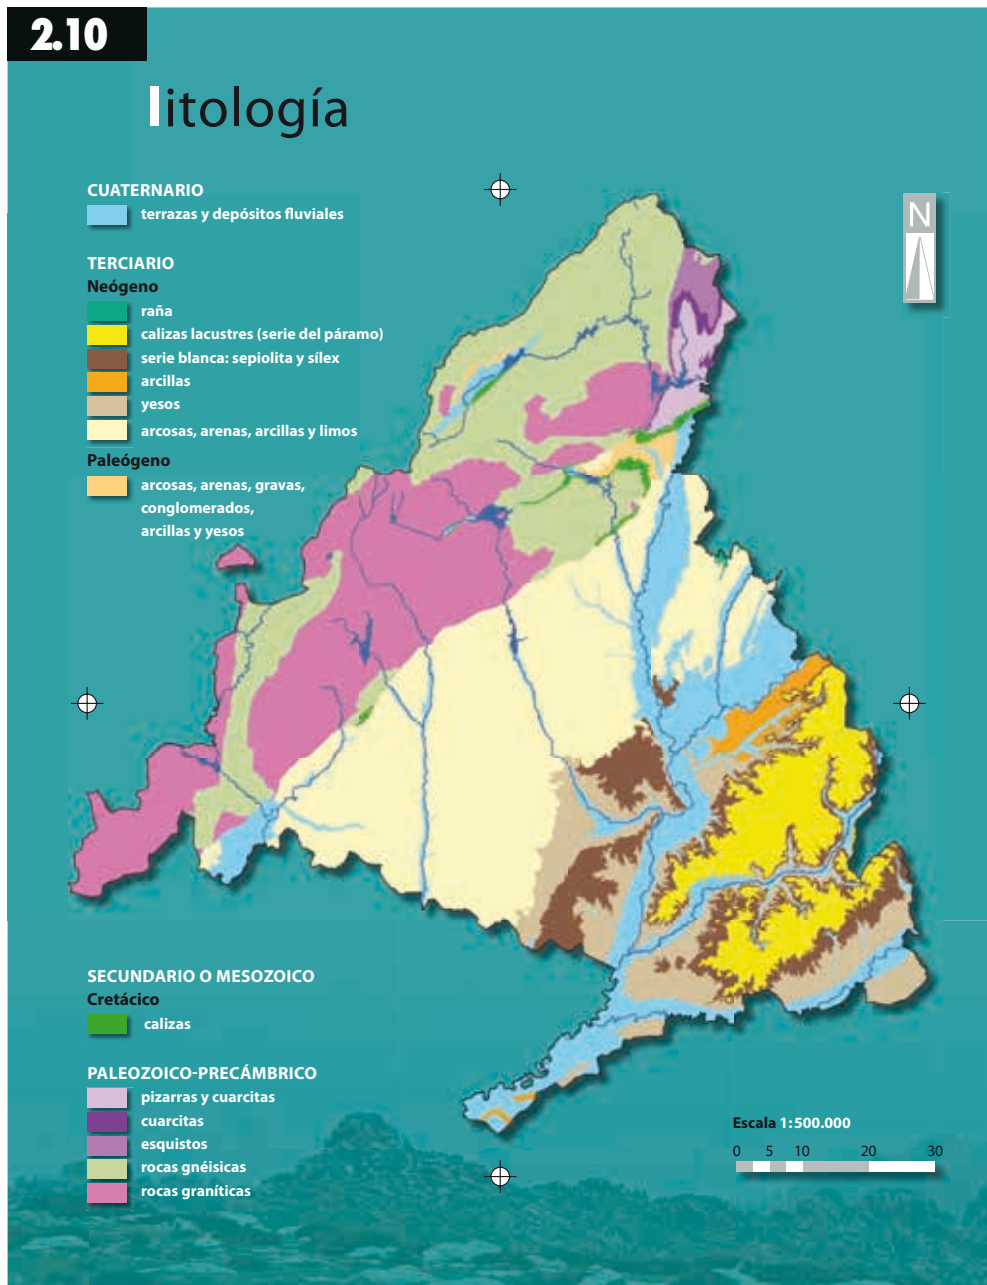 2.10
litología
CUATERNARIO
terrazas y depósitos fluviales
TERCIARIO
Neógeno
raña
calizas lacustres (serie del páramo)
serie blanca: sepiolita y sílex
arcillas
yesos
arcosas, arenas, arcillas y limos
Paleógeno
arcosas, arenas, gravas,
conglomerados,
arcillas y yesos
N
SECUNDARIO O MESOZOICO
Cretácico
calizas
PALEOZOICO-PRECÁMBRICO
pizarras y cuarcitas
cuarcitas
esquistos
rocas gnéisicas
rocas graníticas
Escala 1:500.000
0 5 10 20 30